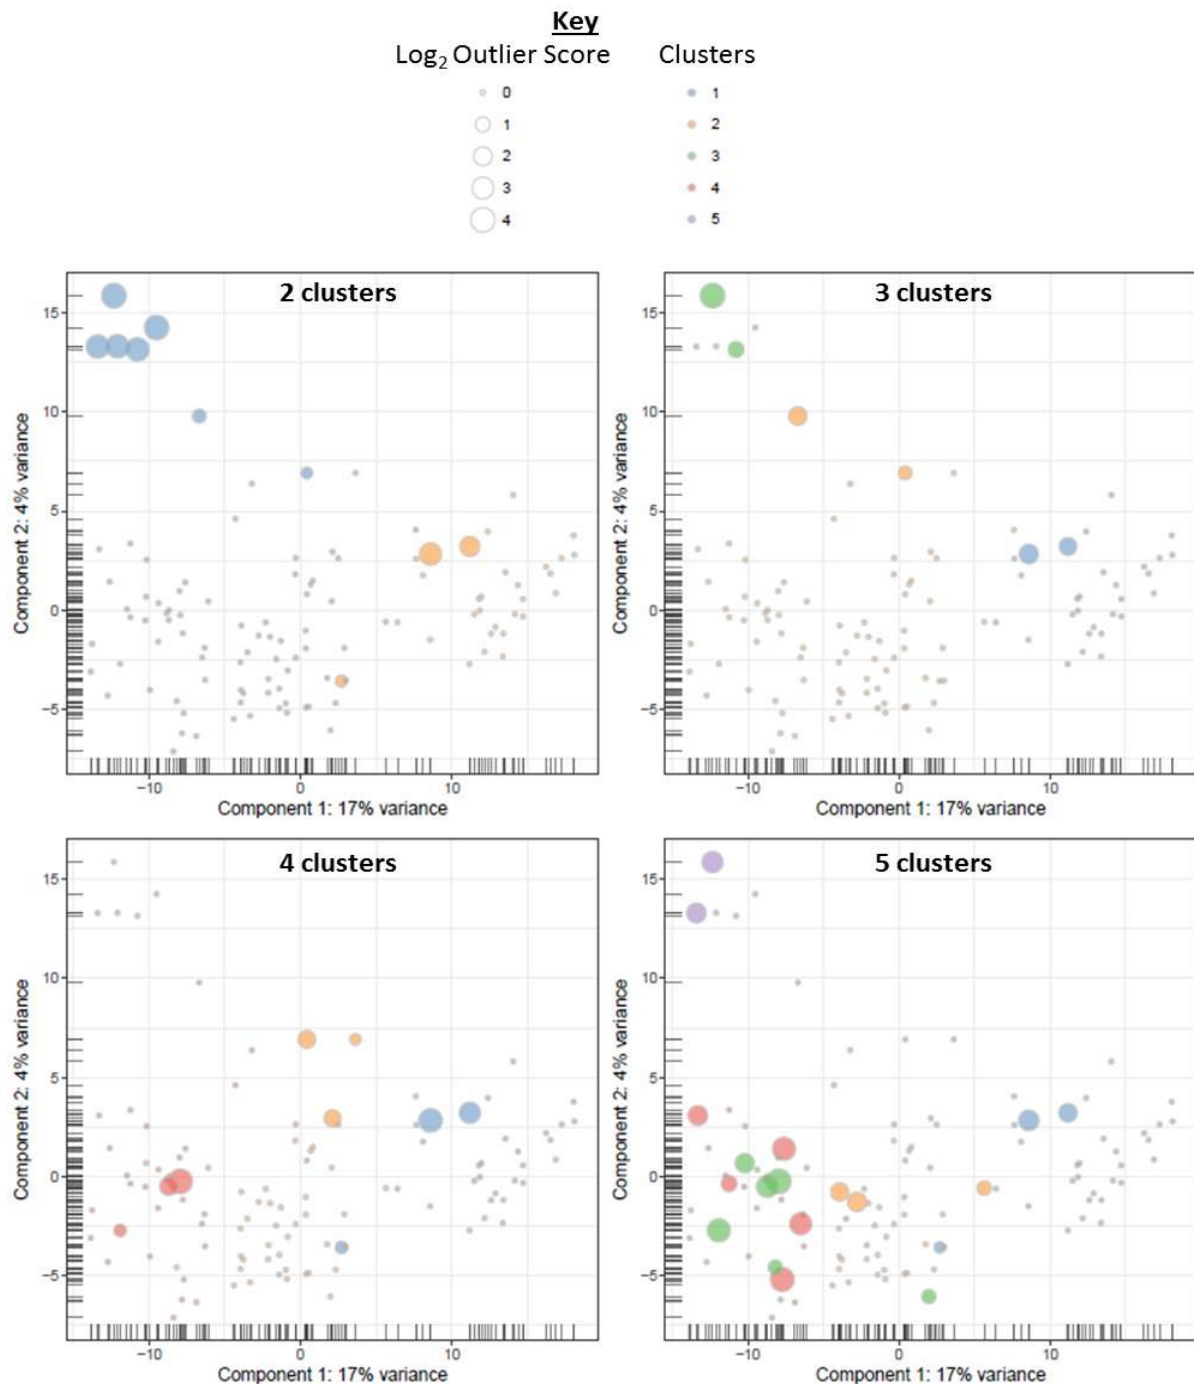 Key
Log₂ Outlier Score Clusters
0 1
1 2
2 3
3 4
4 5
2 clusters
15
10
5
0
−5
−10 0 10
Component 2: 4% variance
Component 1: 17% variance
3 clusters
15
10
5
0
−5
−10 0 10
Component 2: 4% variance
Component 1: 17% variance
4 clusters
15
10
5
0
−5
−10 0 10
Component 2: 4% variance
Component 1: 17% variance
5 clusters
15
10
5
0
−5
−10 0 10
Component 2: 4% variance
Component 1: 17% variance